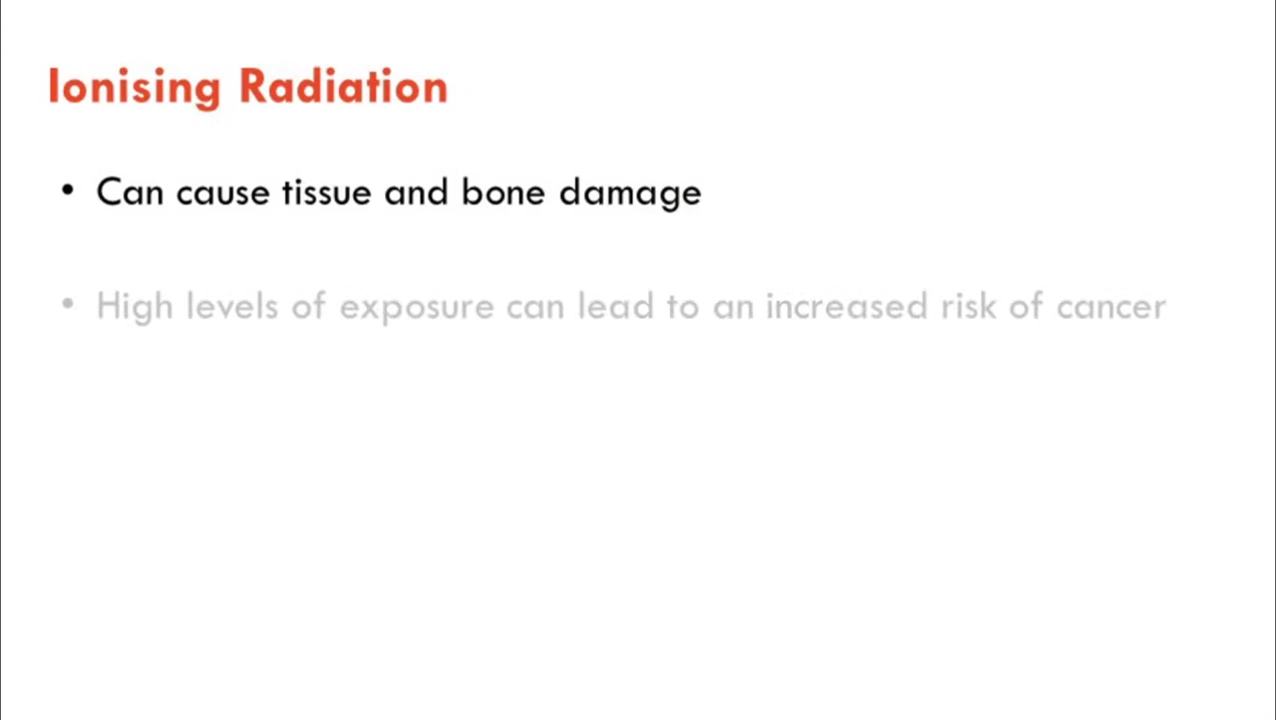 Ionising Radiation
• Can cause tissue and bone damage
• High levels of exposure can lead to an increased risk of cancer